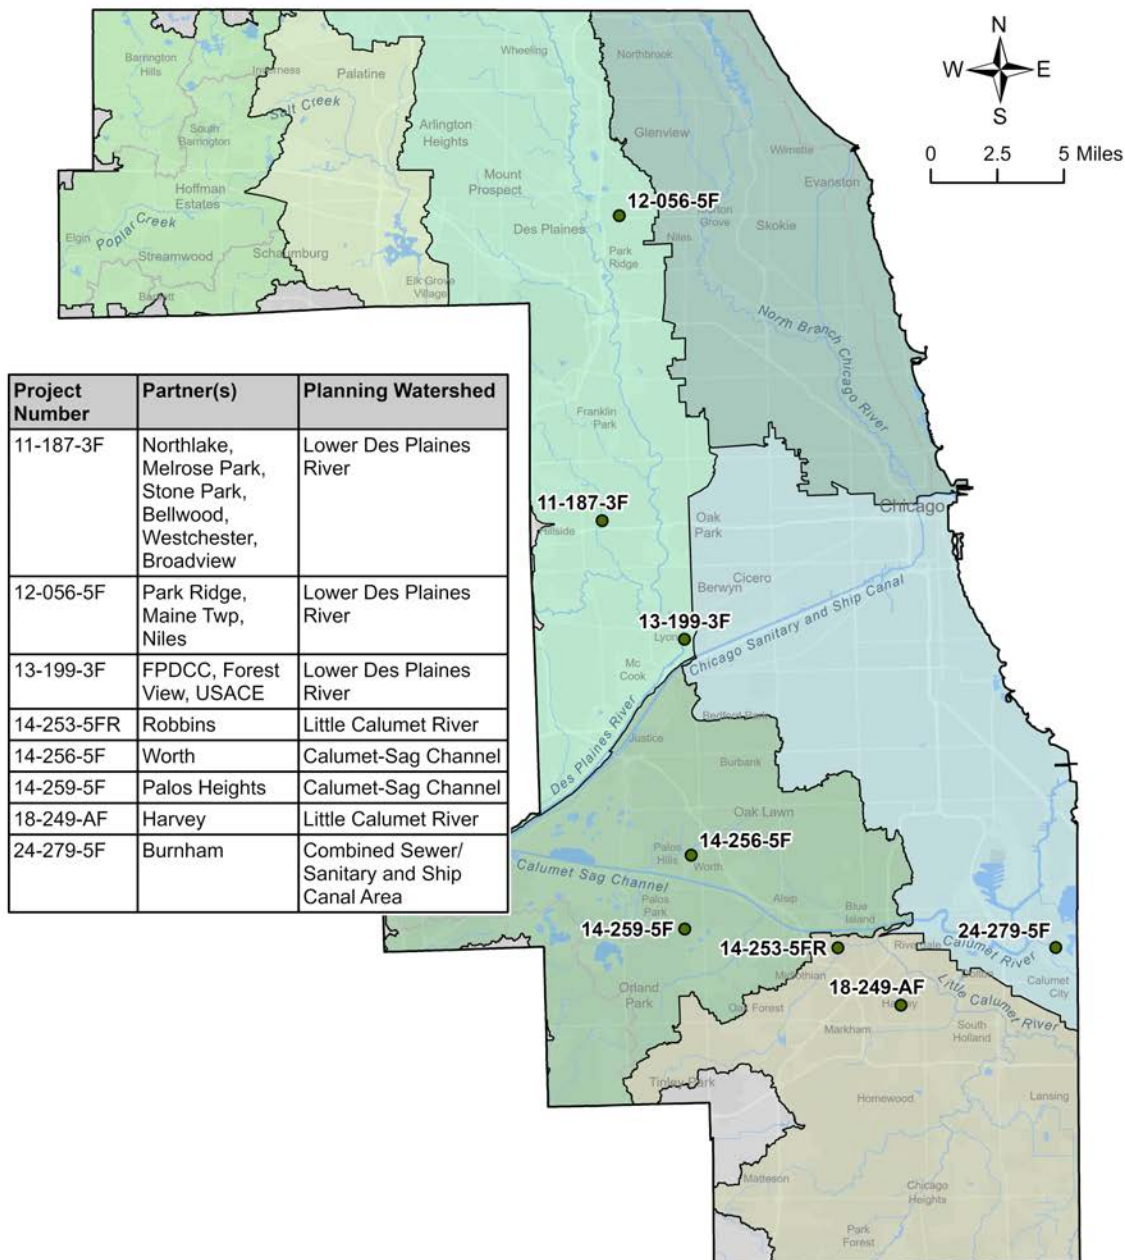 N
W E
S
0 2.5 5 Miles
Barrington
Hills
Inverness
Palatine
Wheeling
Northbrook
Salt Creek
South
Barrington
Arlington
Heights
Glenview
Wilmette
Hoffman
Estates
Mount
Prospect
Evanston
12-056-5F
Morton
Grove
Skokie
Elgin
Poplar Creek
Des Plaines
Niles
Streamwood
Schaumburg
Park
Ridge
Bartlett
Elk Grove
Village
North Branch Chicago River
Project
Number
Partner(s)
Planning Watershed
11-187-3F
Northlake,
Melrose Park,
Stone Park,
Bellwood,
Westchester,
Broadview
Lower Des Plaines
River
12-056-5F
Park Ridge,
Maine Twp,
Niles
Lower Des Plaines
River
13-199-3F
FPDCC, Forest
View, USACE
Lower Des Plaines
River
14-253-5FR
Robbins
Little Calumet River
14-256-5F
Worth
Calumet-Sag Channel
14-259-5F
Palos Heights
Calumet-Sag Channel
18-249-AF
Harvey
Little Calumet River
24-279-5F
Burnham
Combined Sewer/
Sanitary and Ship
Canal Area
Franklin
Park
11-187-3F
Hillside
Oak
Park
Chicago
Cicero
Berwyn
13-199-3F
Lyons
Chicago Sanitary and Ship Canal
Mc
Cook
Des Plaines River
Bedford Park
Justice
Burbank
Oak Lawn
14-256-5F
Palos
Hills
Worth
Calumet Sag Channel
Palos
Park
Alsip
Blue
Island
14-259-5F
14-253-5FR
Riverdale
24-279-5F
Calumet River
Midlothian
Dolton
Calumet
City
Orland
Park
18-249-AF
Harvey
Little Calumet River
Oak Forest
Markham
South
Holland
Tinley Park
Homewood
Lansing
Matteson
Chicago
Heights
Park
Forest